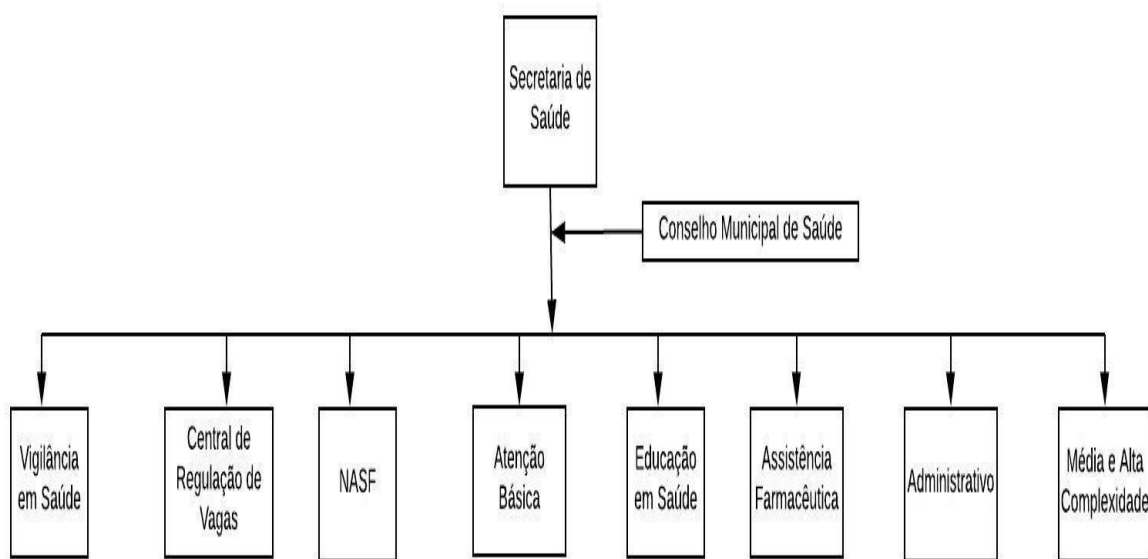 Secretaria de
Saúde
Conselho Municipal de Saúde
Vigilância
em Saúde
Central de
Regulação de
Vagas
NASF
Atenção
Básica
Educação
em Saúde
Assistência
Farmacêutica
Administrativo
Média e Alta
Complexidade